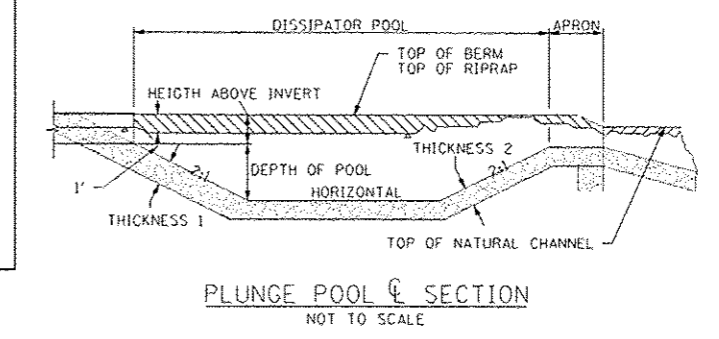 DISSIPATOR POOL
APRON
TOP OF BERM
TOP OF RIPRAP
HEIGTH ABOVE INVERT
THICKNESS 2
DEPTH OF POOL
2:1
2:1
1'
HORIZONTAL
THICKNESS 1
TOP OF NATURAL CHANNEL
PLUNGE POOL ℄ SECTION
NOT TO SCALE